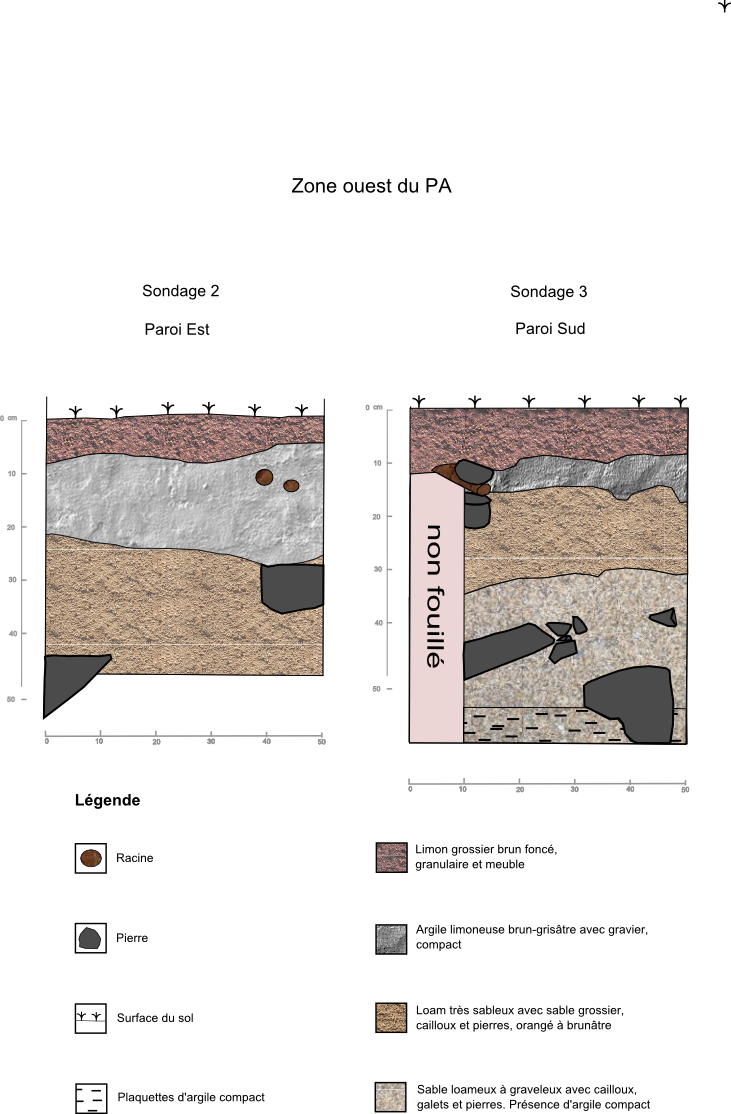 Zone ouest du PA
Sondage 2
Paroi Est
Sondage 3
Paroi Sud
0 cm
10
20
30
40
50
0
10
20
30
40
50
0 cm
10
20
30
40
50
non fouillé
0
10
20
30
40
50
Légende
Racine
Pierre
Surface du sol
Plaquettes d'argile compact
Limon grossier brun foncé,
granulaire et meuble
Argile limoneuse brun-grisâtre avec gravier,
compact
Loam très sableux avec sable grossier,
cailloux et pierres, orangé à brunâtre
Sable loameux à graveleux avec cailloux,
galets et pierres. Présence d'argile compact